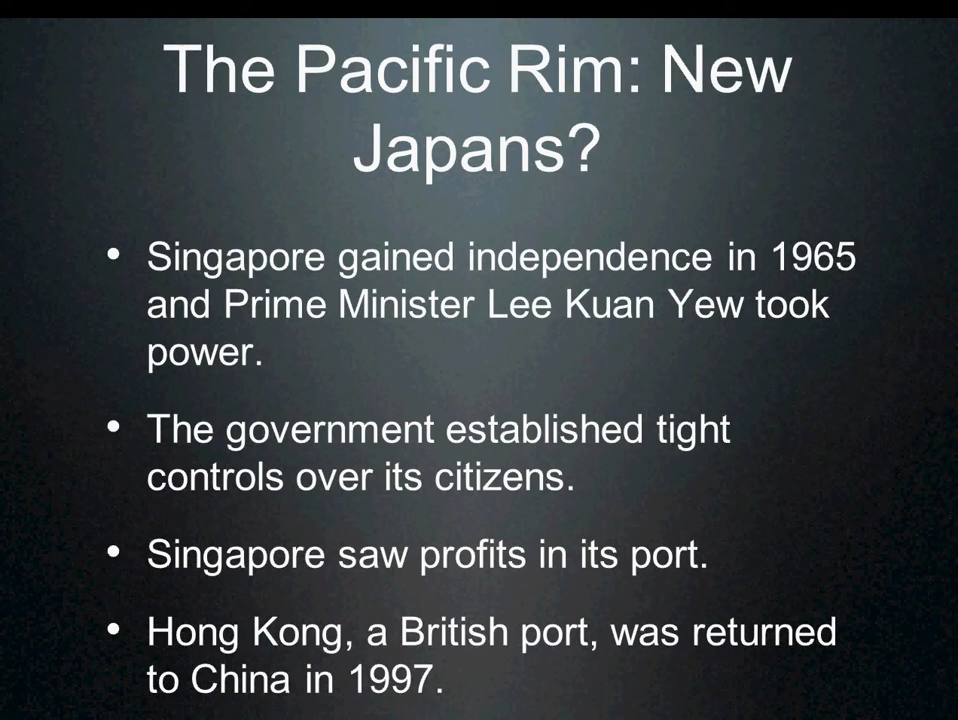 The Pacific Rim: New
Japans?
• Singapore gained independence in 1965
and Prime Minister Lee Kuan Yew took
power.
• The government established tight
controls over its citizens.
• Singapore saw profits in its port.
• Hong Kong, a British port, was returned
to China in 1997.